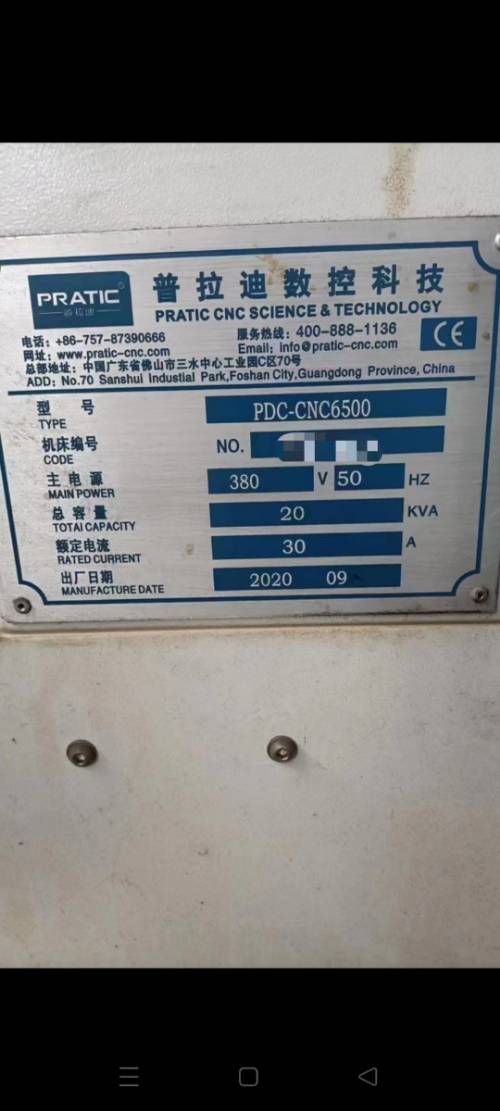 PRATIC
普拉迪
普拉迪数控科技
PRATIC CNC SCIENCE & TECHNOLOGY
电话: +86-757-87390666
服务热线: 400-888-1136
网址: www.pratic-cnc.com
Email: info@pratic-cnc.com
CE
总部地址: 中国广东省佛山市三水中心工业园C区70号
ADD: No.70 Sanshui Industial Park,Foshan City,Guangdong Province, China
型 号
TYPE
PDC-CNC6500
机床编号
CODE
NO.
主电源
MAIN POWER
380 V 50 HZ
总容量
TOTAI CAPACITY
20 KVA
额定电流
RATED CURRENT
30 A
出厂日期
MANUFACTURE DATE
2020 09